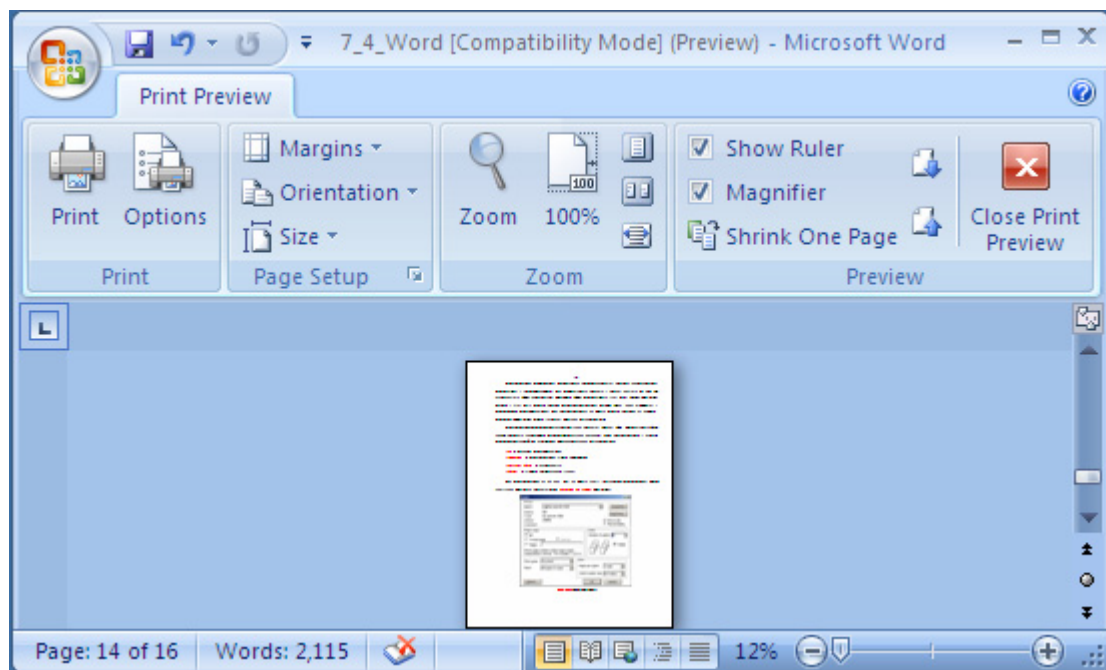 7_4_Word [Compatibility Mode] (Preview) - Microsoft Word
Print Preview
Print
Options
Margins
Orientation
Size
Zoom
100
100%
Show Ruler
Magnifier
Shrink One Page
Close Print
Preview
Print
Page Setup
Zoom
Preview
Page: 14 of 16
Words: 2,115
12%